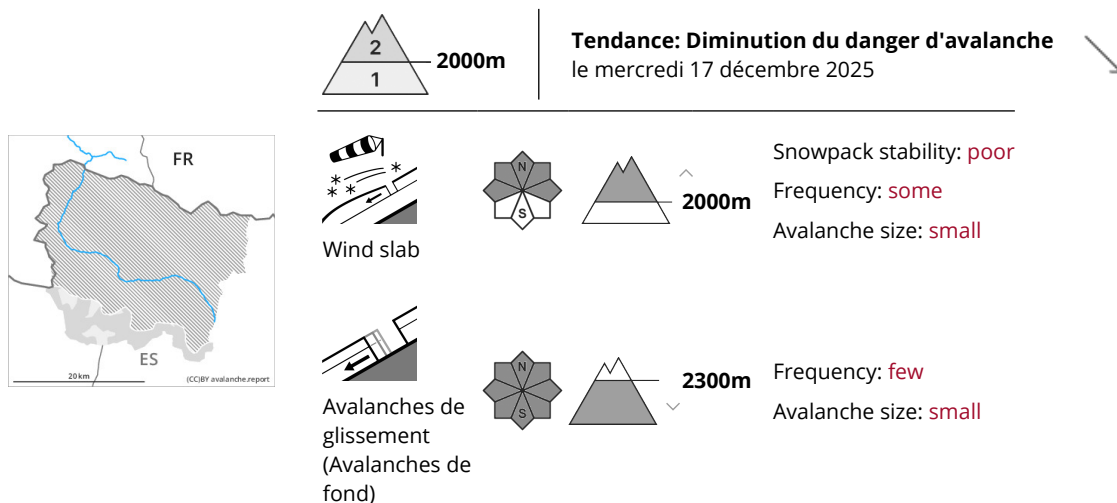 2
2000m
1
Tendance: Diminution du danger d'avalanche
le mercredi 17 décembre 2025
FR
ES
20 km
(CC)BY avalanche.report
Wind slab
N
S
2000m
Snowpack stability: poor
Frequency: some
Avalanche size: small
Avalanches de
glissement
(Avalanches de
fond)
N
S
2300m
Frequency: few
Avalanche size: small